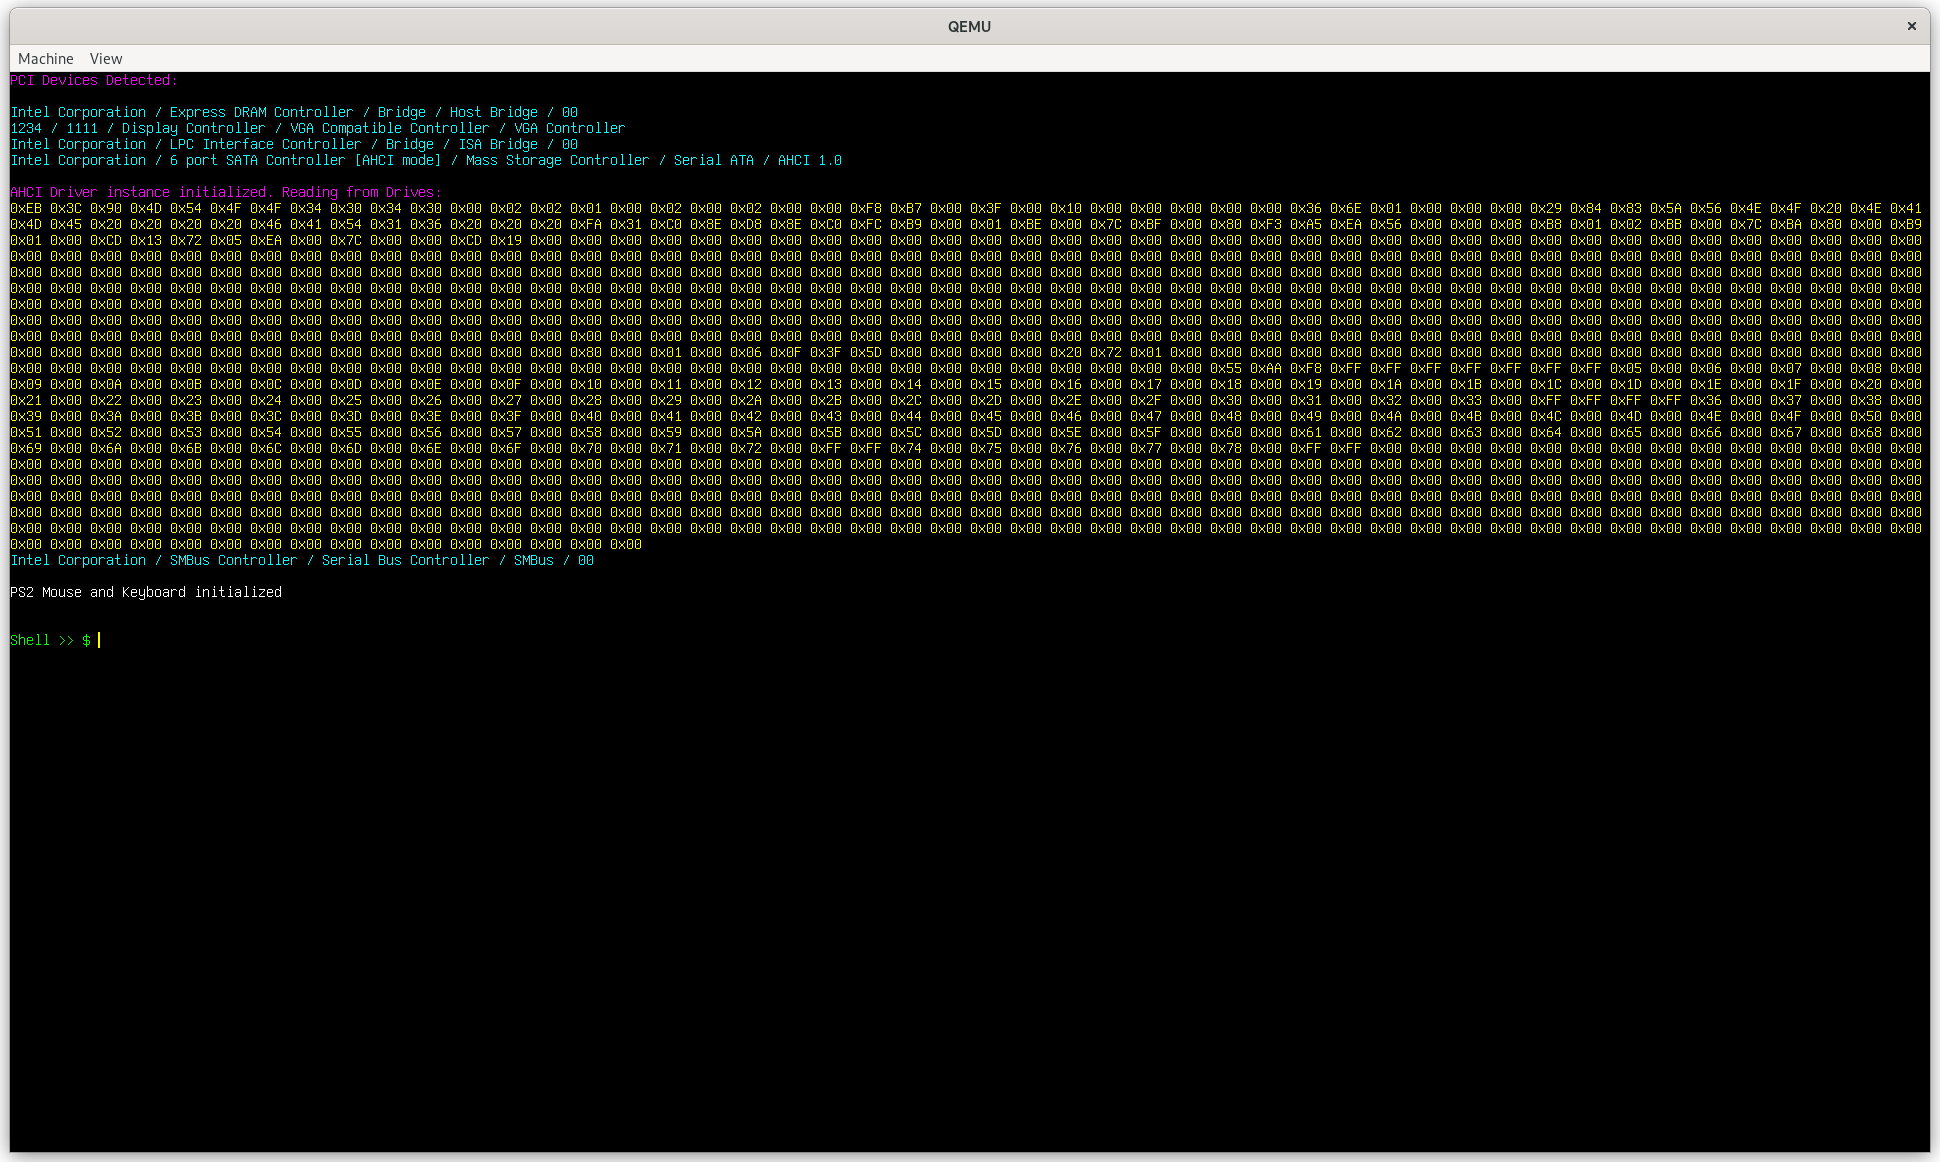 QEMU
Machine View
PCI Devices Detected:
Intel Corporation / Express DRAM Controller / Bridge / Host Bridge / 00
1234 / 1111 / Display Controller / VGA Compatible Controller / VGA Controller
Intel Corporation / LPC Interface Controller / Bridge / ISA Bridge / 00
Intel Corporation / 6 port SATA Controller [AHCI mode] / Mass Storage Controller / Serial ATA / AHCI 1.0
AHCI Driver instance initialized. Reading from Drives:
0xEB 0x3C 0x90 0x4D 0x54 0x4F 0x4F 0x34 0x30 0x34 0x30 0x00 0x02 0x02 0x01 0x00 0x02 0x00 0x02 0x00 0x00 0xF8 0xB7 0x00 0x3F 0x00 0x10 0x00 0x00 0x00 0x00 0x00 0x36 0x6E 0x01 0x00 0x00 0x00 0x29 0x84 0x83 0x5A 0x56 0x4E 0x4F 0x20 0x4E 0x41
0x4D 0x45 0x20 0x20 0x20 0x20 0x46 0x41 0x54 0x31 0x36 0x20 0x20 0x20 0xFA 0x31 0xC0 0x8E 0xD8 0x8E 0xC0 0xFC 0xB9 0x00 0x01 0xBE 0x00 0x7C 0xBF 0x00 0x80 0xF3 0xA5 0xEA 0x56 0x00 0x00 0x08 0xB8 0x01 0x02 0xBB 0x00 0x7C 0xBA 0x80 0x00 0xB9
0x01 0x00 0xCD 0x13 0x72 0x05 0xEA 0x00 0x7C 0x00 0x00 0xCD 0x19 0x00 0x00 0x00 0x00 0x00 0x00 0x00 0x00 0x00 0x00 0x00 0x00 0x00 0x00 0x00 0x00 0x00 0x00 0x00 0x00 0x00 0x00 0x00 0x00 0x00 0x00 0x00 0x00 0x00 0x00 0x00 0x00 0x00 0x00 0x00
0x00 0x00 0x00 0x00 0x00 0x00 0x00 0x00 0x00 0x00 0x00 0x00 0x00 0x00 0x00 0x00 0x00 0x00 0x00 0x00 0x00 0x00 0x00 0x00 0x00 0x00 0x00 0x00 0x00 0x00 0x00 0x00 0x00 0x00 0x00 0x00 0x00 0x00 0x00 0x00 0x00 0x00 0x00 0x00 0x00 0x00 0x00 0x00
0x00 0x00 0x00 0x00 0x00 0x00 0x00 0x00 0x00 0x00 0x00 0x00 0x00 0x00 0x00 0x00 0x00 0x00 0x00 0x00 0x00 0x00 0x00 0x00 0x00 0x00 0x00 0x00 0x00 0x00 0x00 0x00 0x00 0x00 0x00 0x00 0x00 0x00 0x00 0x00 0x00 0x00 0x00 0x00 0x00 0x00 0x00 0x00
0x00 0x00 0x00 0x00 0x00 0x00 0x00 0x00 0x00 0x00 0x00 0x00 0x00 0x00 0x00 0x00 0x00 0x00 0x00 0x00 0x00 0x00 0x00 0x00 0x00 0x00 0x00 0x00 0x00 0x00 0x00 0x00 0x00 0x00 0x00 0x00 0x00 0x00 0x00 0x00 0x00 0x00 0x00 0x00 0x00 0x00 0x00 0x00
0x00 0x00 0x00 0x00 0x00 0x00 0x00 0x00 0x00 0x00 0x00 0x00 0x00 0x00 0x00 0x00 0x00 0x00 0x00 0x00 0x00 0x00 0x00 0x00 0x00 0x00 0x00 0x00 0x00 0x00 0x00 0x00 0x00 0x00 0x00 0x00 0x00 0x00 0x00 0x00 0x00 0x00 0x00 0x00 0x00 0x00 0x00 0x00
0x00 0x00 0x00 0x00 0x00 0x00 0x00 0x00 0x00 0x00 0x00 0x00 0x00 0x00 0x00 0x00 0x00 0x00 0x00 0x00 0x00 0x00 0x00 0x00 0x00 0x00 0x00 0x00 0x00 0x00 0x00 0x00 0x00 0x00 0x00 0x00 0x00 0x00 0x00 0x00 0x00 0x00 0x00 0x00 0x00 0x00 0x00 0x00
0x00 0x00 0x00 0x00 0x00 0x00 0x00 0x00 0x00 0x00 0x00 0x00 0x00 0x00 0x00 0x00 0x00 0x00 0x00 0x00 0x00 0x00 0x00 0x00 0x00 0x00 0x00 0x00 0x00 0x00 0x00 0x00 0x00 0x00 0x00 0x00 0x00 0x00 0x00 0x00 0x00 0x00 0x00 0x00 0x00 0x00 0x00 0x00
0x00 0x00 0x00 0x00 0x00 0x00 0x00 0x00 0x00 0x00 0x00 0x00 0x00 0x00 0x80 0x00 0x01 0x00 0x06 0x0F 0x3F 0x5D 0x00 0x00 0x00 0x00 0x20 0x72 0x01 0x00 0x00 0x00 0x00 0x00 0x00 0x00 0x00 0x00 0x00 0x00 0x00 0x00 0x00 0x00 0x00 0x00 0x00 0x00
0x00 0x00 0x00 0x00 0x00 0x00 0x00 0x00 0x00 0x00 0x00 0x00 0x00 0x00 0x00 0x00 0x00 0x00 0x00 0x00 0x00 0x00 0x00 0x00 0x00 0x00 0x00 0x00 0x00 0x00 0x55 0xAA 0xF8 0xFF 0xFF 0xFF 0xFF 0xFF 0xFF 0xFF 0x05 0x00 0x06 0x00 0x07 0x00 0x08 0x00
0x09 0x00 0x0A 0x00 0x0B 0x00 0x0C 0x00 0x0D 0x00 0x0E 0x00 0x0F 0x00 0x10 0x00 0x11 0x00 0x12 0x00 0x13 0x00 0x14 0x00 0x15 0x00 0x16 0x00 0x17 0x00 0x18 0x00 0x19 0x00 0x1A 0x00 0x1B 0x00 0x1C 0x00 0x1D 0x00 0x1E 0x00 0x1F 0x00 0x20 0x00
0x21 0x00 0x22 0x00 0x23 0x00 0x24 0x00 0x25 0x00 0x26 0x00 0x27 0x00 0x28 0x00 0x29 0x00 0x2A 0x00 0x2B 0x00 0x2C 0x00 0x2D 0x00 0x2E 0x00 0x2F 0x00 0x30 0x00 0x31 0x00 0x32 0x00 0x33 0x00 0xFF 0xFF 0xFF 0xFF 0x36 0x00 0x37 0x00 0x38 0x00
0x39 0x00 0x3A 0x00 0x3B 0x00 0x3C 0x00 0x3D 0x00 0x3E 0x00 0x3F 0x00 0x40 0x00 0x41 0x00 0x42 0x00 0x43 0x00 0x44 0x00 0x45 0x00 0x46 0x00 0x47 0x00 0x48 0x00 0x49 0x00 0x4A 0x00 0x4B 0x00 0x4C 0x00 0x4D 0x00 0x4E 0x00 0x4F 0x00 0x50 0x00
0x51 0x00 0x52 0x00 0x53 0x00 0x54 0x00 0x55 0x00 0x56 0x00 0x57 0x00 0x58 0x00 0x59 0x00 0x5A 0x00 0x5B 0x00 0x5C 0x00 0x5D 0x00 0x5E 0x00 0x5F 0x00 0x60 0x00 0x61 0x00 0x62 0x00 0x63 0x00 0x64 0x00 0x65 0x00 0x66 0x00 0x67 0x00 0x68 0x00
0x69 0x00 0x6A 0x00 0x6B 0x00 0x6C 0x00 0x6D 0x00 0x6E 0x00 0x6F 0x00 0x70 0x00 0x71 0x00 0x72 0x00 0xFF 0xFF 0x74 0x00 0x75 0x00 0x76 0x00 0x77 0x00 0x78 0x00 0xFF 0xFF 0x00 0x00 0x00 0x00 0x00 0x00 0x00 0x00 0x00 0x00 0x00 0x00 0x00 0x00
0x00 0x00 0x00 0x00 0x00 0x00 0x00 0x00 0x00 0x00 0x00 0x00 0x00 0x00 0x00 0x00 0x00 0x00 0x00 0x00 0x00 0x00 0x00 0x00 0x00 0x00 0x00 0x00 0x00 0x00 0x00 0x00 0x00 0x00 0x00 0x00 0x00 0x00 0x00 0x00 0x00 0x00 0x00 0x00 0x00 0x00 0x00 0x00
0x00 0x00 0x00 0x00 0x00 0x00 0x00 0x00 0x00 0x00 0x00 0x00 0x00 0x00 0x00 0x00 0x00 0x00 0x00 0x00 0x00 0x00 0x00 0x00 0x00 0x00 0x00 0x00 0x00 0x00 0x00 0x00 0x00 0x00 0x00 0x00 0x00 0x00 0x00 0x00 0x00 0x00 0x00 0x00 0x00 0x00 0x00 0x00
0x00 0x00 0x00 0x00 0x00 0x00 0x00 0x00 0x00 0x00 0x00 0x00 0x00 0x00 0x00 0x00 0x00 0x00 0x00 0x00 0x00 0x00 0x00 0x00 0x00 0x00 0x00 0x00 0x00 0x00 0x00 0x00 0x00 0x00 0x00 0x00 0x00 0x00 0x00 0x00 0x00 0x00 0x00 0x00 0x00 0x00 0x00 0x00
0x00 0x00 0x00 0x00 0x00 0x00 0x00 0x00 0x00 0x00 0x00 0x00 0x00 0x00 0x00 0x00 0x00 0x00 0x00 0x00 0x00 0x00 0x00 0x00 0x00 0x00 0x00 0x00 0x00 0x00 0x00 0x00 0x00 0x00 0x00 0x00 0x00 0x00 0x00 0x00 0x00 0x00 0x00 0x00 0x00 0x00 0x00 0x00
0x00 0x00 0x00 0x00 0x00 0x00 0x00 0x00 0x00 0x00 0x00 0x00 0x00 0x00 0x00 0x00 0x00 0x00 0x00 0x00 0x00 0x00 0x00 0x00 0x00 0x00 0x00 0x00 0x00 0x00 0x00 0x00 0x00 0x00 0x00 0x00 0x00 0x00 0x00 0x00 0x00 0x00 0x00 0x00 0x00 0x00 0x00 0x00
0x00 0x00 0x00 0x00 0x00 0x00 0x00 0x00 0x00 0x00 0x00 0x00 0x00 0x00 0x00 0x00
Intel Corporation / SMBus Controller / Serial Bus Controller / SMBus / 00
PS2 Mouse and Keyboard initialized
Shell >> $